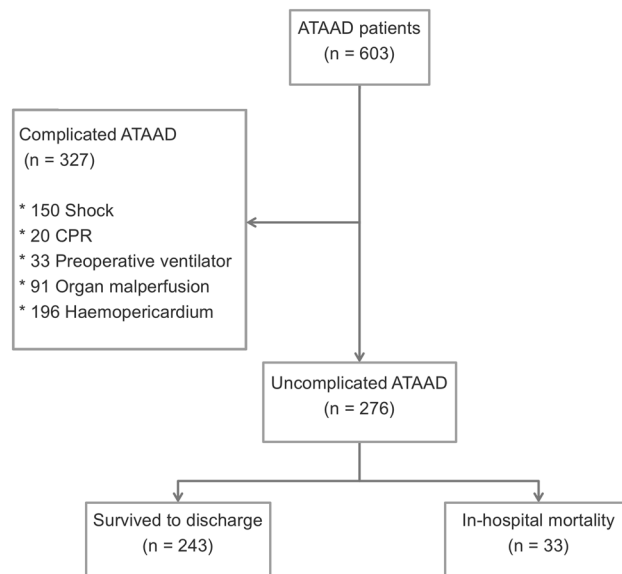 ATAAD patients
(n = 603)
Complicated ATAAD
(n = 327)
* 150 Shock
* 20 CPR
* 33 Preoperative ventilator
* 91 Organ malperfusion
* 196 Haemopericardium
Uncomplicated ATAAD
(n = 276)
Survived to discharge
(n = 243)
In-hospital mortality
(n = 33)